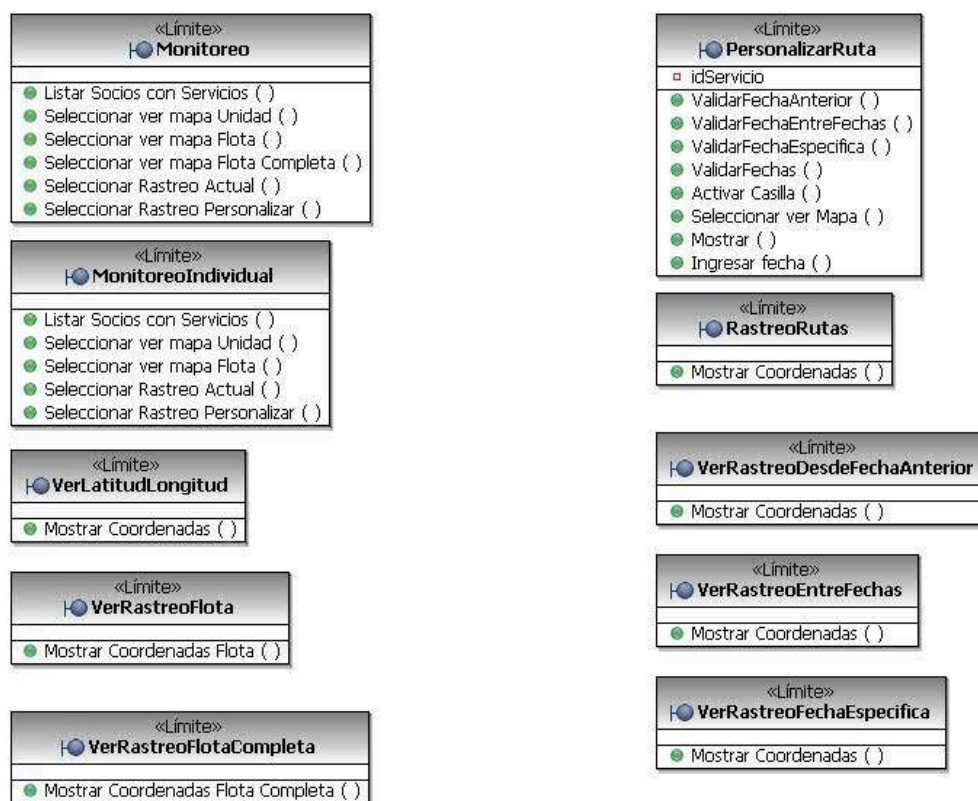 «Límite»
Monitoreo
Listar Socios con Servicios ( )
Seleccionar ver mapa Unidad ( )
Seleccionar ver mapa Flota ( )
Seleccionar ver mapa Flota Completa ( )
Seleccionar Rastreo Actual ( )
Seleccionar Rastreo Personalizar ( )
«Límite»
MonitoreoIndividual
Listar Socios con Servicios ( )
Seleccionar ver mapa Unidad ( )
Seleccionar ver mapa Flota ( )
Seleccionar Rastreo Actual ( )
Seleccionar Rastreo Personalizar ( )
«Límite»
VerLatitudLongitud
Mostrar Coordenadas ( )
«Límite»
VerRastreoFlota
Mostrar Coordenadas Flota ( )
«Límite»
VerRastreoFlotaCompleta
Mostrar Coordenadas Flota Completa ( )
«Límite»
PersonalizarRuta
idServicio
ValidarFechaAnterior ( )
ValidarFechaEntreFechas ( )
ValidarFechaEspecifica ( )
ValidarFechas ( )
Activar Casilla ( )
Seleccionar ver Mapa ( )
Mostrar ( )
Ingresar fecha ( )
«Límite»
RastreoRutas
Mostrar Coordenadas ( )
«Límite»
VerRastreoDesdeFechaAnterior
Mostrar Coordenadas ( )
«Límite»
VerRastreoEntreFechas
Mostrar Coordenadas ( )
«Límite»
VerRastreoFechaEspecifica
Mostrar Coordenadas ( )